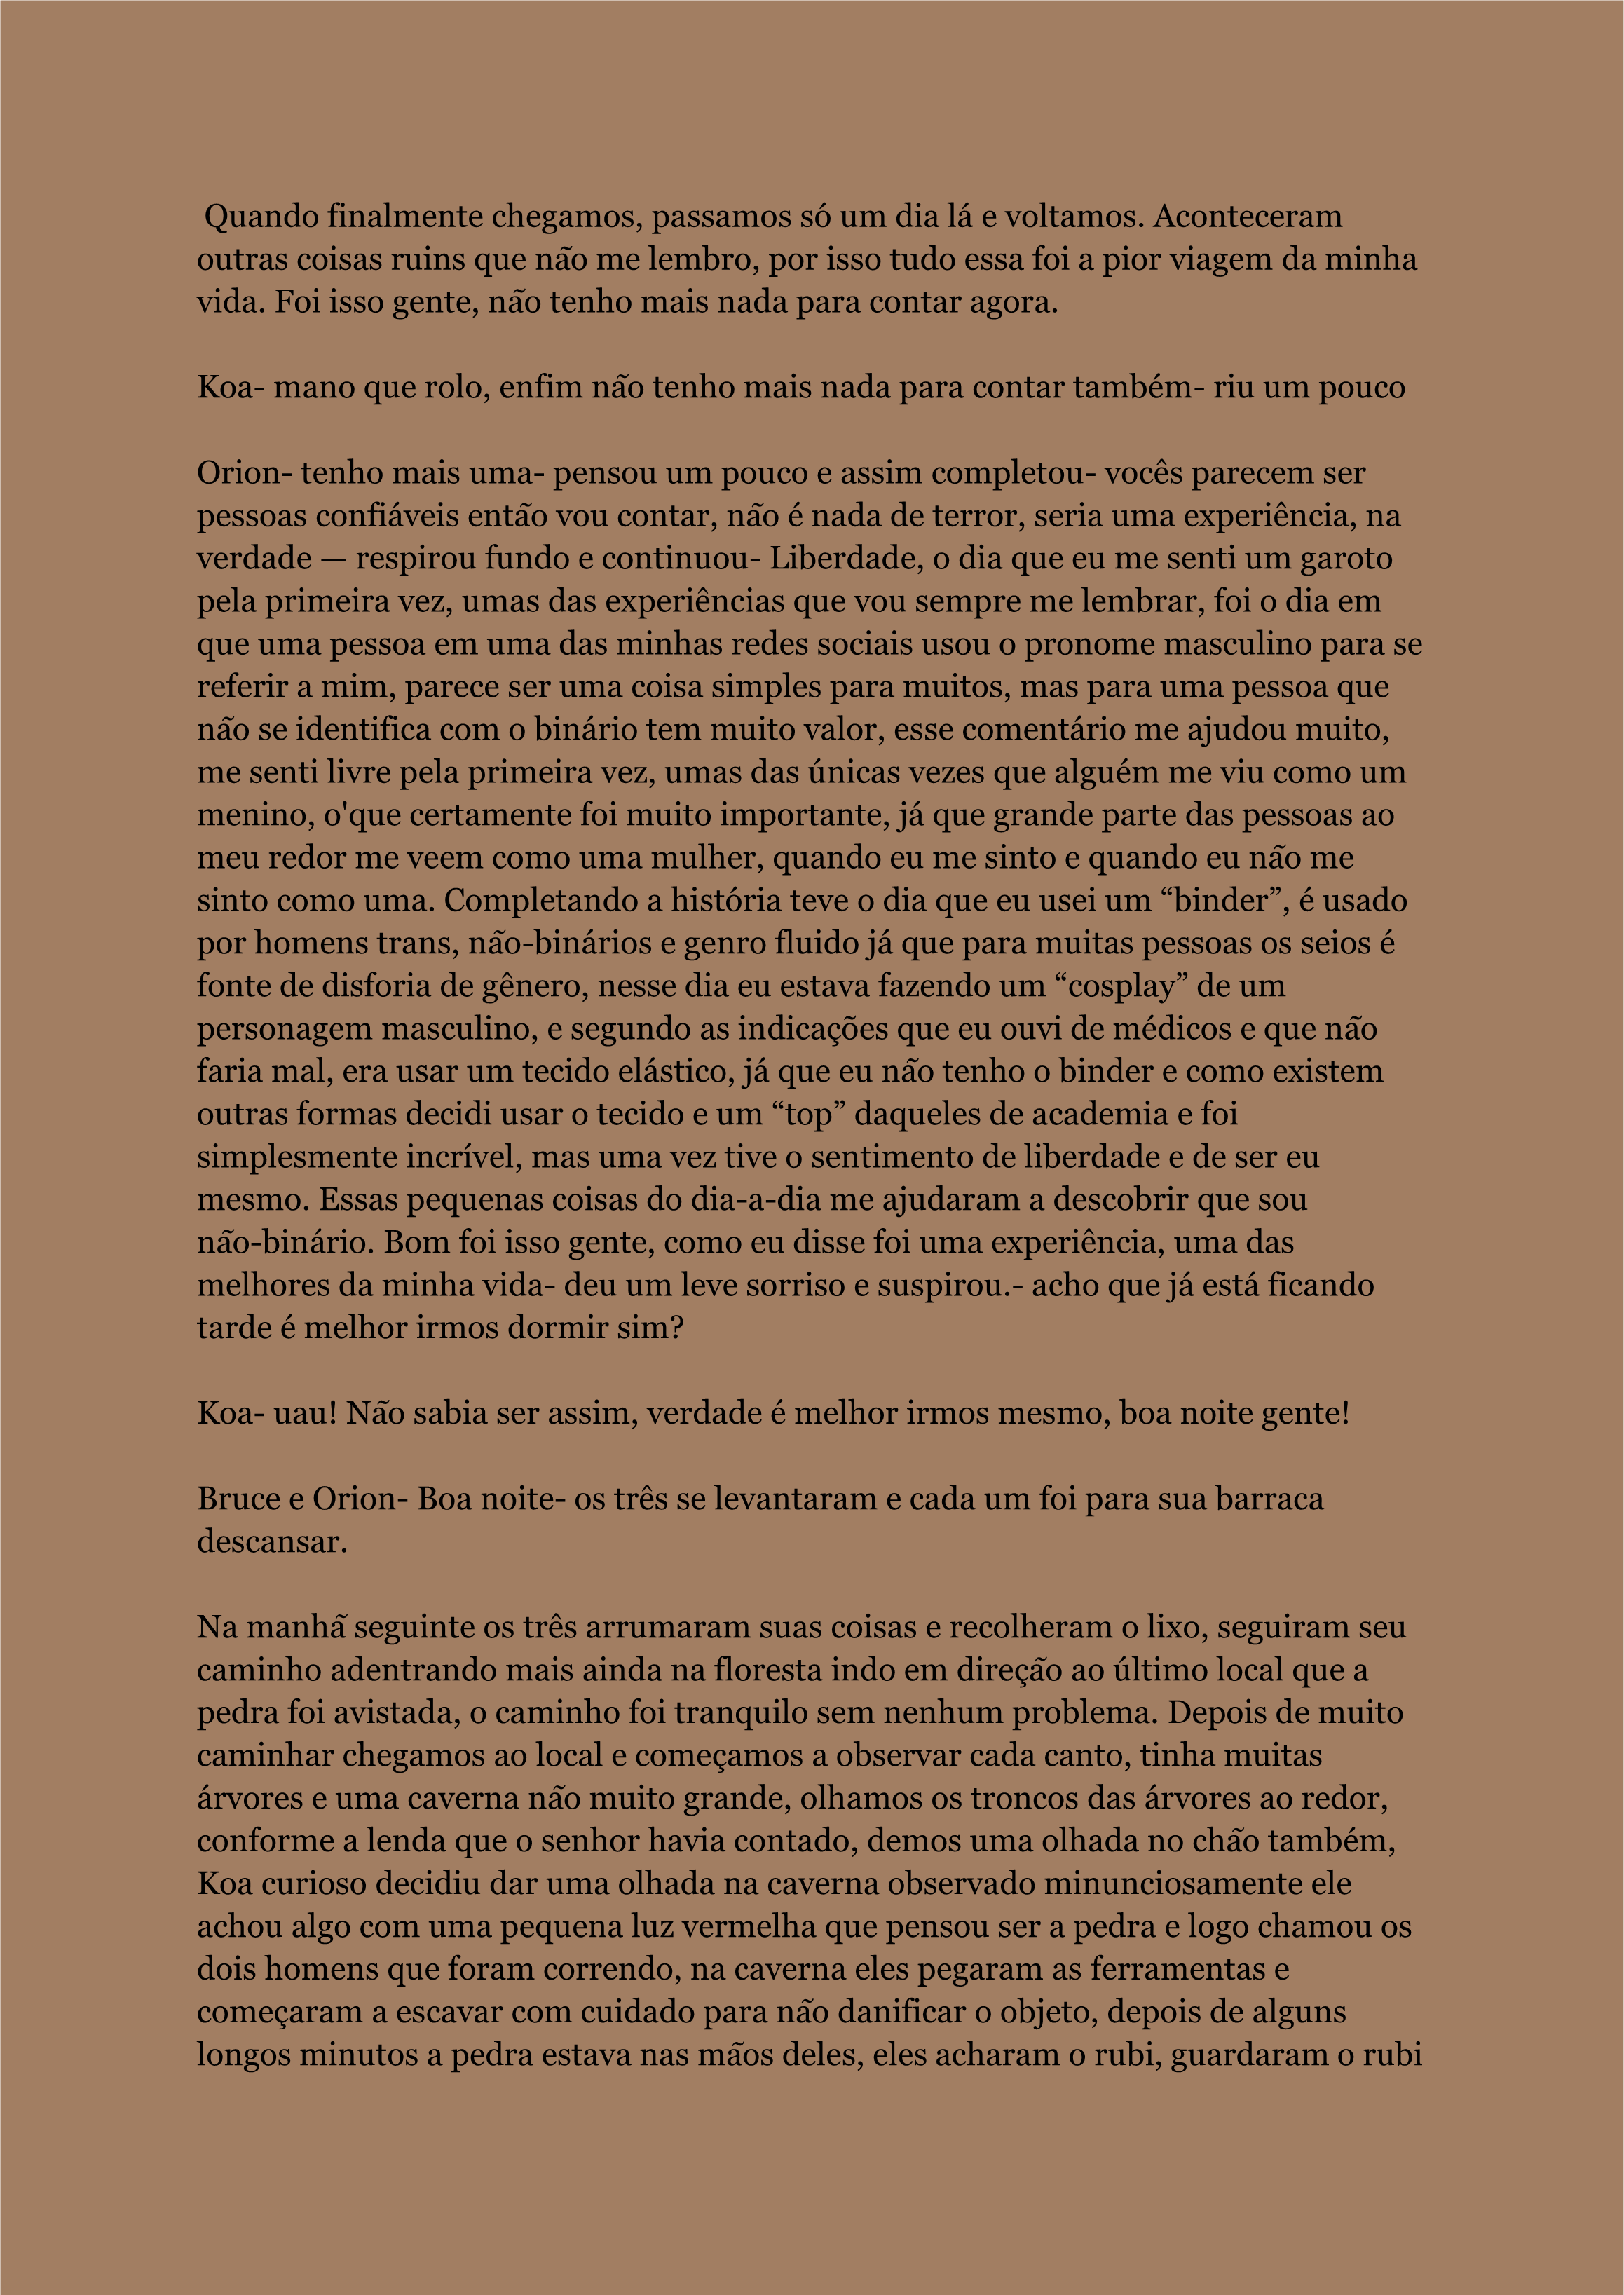 Quando finalmente chegamos, passamos só um dia lá e voltamos. Aconteceram
outras coisas ruins que não me lembro, por isso tudo essa foi a pior viagem da minha
vida. Foi isso gente, não tenho mais nada para contar agora.
Koa- mano que rolo, enfim não tenho mais nada para contar também- riu um pouco
Orion- tenho mais uma- pensou um pouco e assim completou- vocês parecem ser
pessoas confiáveis então vou contar, não é nada de terror, seria uma experiência, na
verdade — respirou fundo e continuou- Liberdade, o dia que eu me senti um garoto
pela primeira vez, umas das experiências que vou sempre me lembrar, foi o dia em
que uma pessoa em uma das minhas redes sociais usou o pronome masculino para se
referir a mim, parece ser uma coisa simples para muitos, mas para uma pessoa que
não se identifica com o binário tem muito valor, esse comentário me ajudou muito,
me senti livre pela primeira vez, umas das únicas vezes que alguém me viu como um
menino, o'que certamente foi muito importante, já que grande parte das pessoas ao
meu redor me veem como uma mulher, quando eu me sinto e quando eu não me
sinto como uma. Completando a história teve o dia que eu usei um “binder”, é usado
por homens trans, não-binários e genro fluido já que para muitas pessoas os seios é
fonte de disforia de gênero, nesse dia eu estava fazendo um “cosplay” de um
personagem masculino, e segundo as indicações que eu ouvi de médicos e que não
faria mal, era usar um tecido elástico, já que eu não tenho o binder e como existem
outras formas decidi usar o tecido e um “top” daqueles de academia e foi
simplesmente incrível, mas uma vez tive o sentimento de liberdade e de ser eu
mesmo. Essas pequenas coisas do dia-a-dia me ajudaram a descobrir que sou
não-binário. Bom foi isso gente, como eu disse foi uma experiência, uma das
melhores da minha vida- deu um leve sorriso e suspirou.- acho que já está ficando
tarde é melhor irmos dormir sim?
Koa- uau! Não sabia ser assim, verdade é melhor irmos mesmo, boa noite gente!
Bruce e Orion- Boa noite- os três se levantaram e cada um foi para sua barraca
descansar.
Na manhã seguinte os três arrumaram suas coisas e recolheram o lixo, seguiram seu
caminho adentrando mais ainda na floresta indo em direção ao último local que a
pedra foi avistada, o caminho foi tranquilo sem nenhum problema. Depois de muito
caminhar chegamos ao local e começamos a observar cada canto, tinha muitas
árvores e uma caverna não muito grande, olhamos os troncos das árvores ao redor,
conforme a lenda que o senhor havia contado, demos uma olhada no chão também,
Koa curioso decidiu dar uma olhada na caverna observado minunciosamente ele
achou algo com uma pequena luz vermelha que pensou ser a pedra e logo chamou os
dois homens que foram correndo, na caverna eles pegaram as ferramentas e
começaram a escavar com cuidado para não danificar o objeto, depois de alguns
longos minutos a pedra estava nas mãos deles, eles acharam o rubi, guardaram o rubi